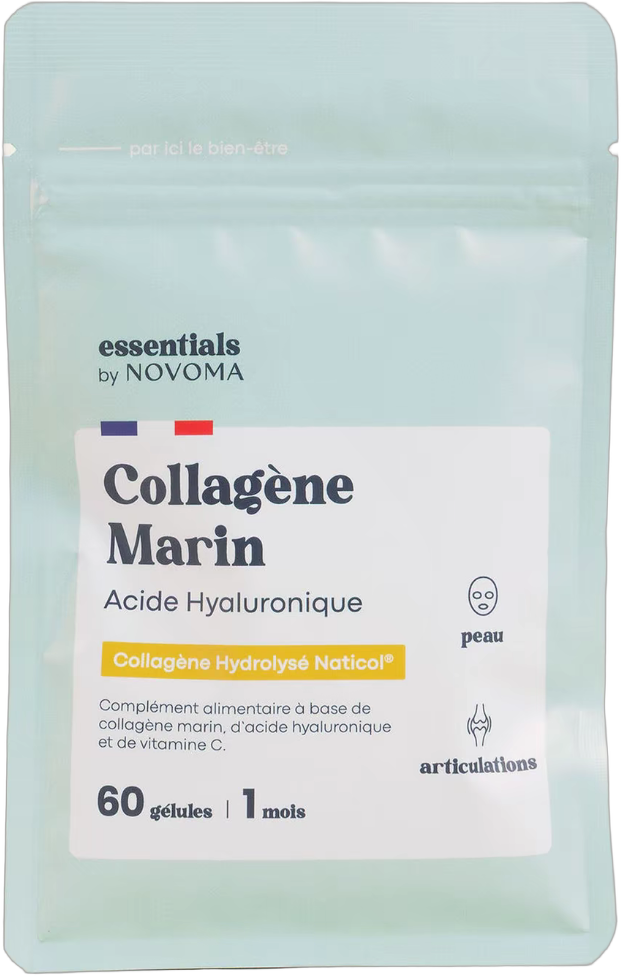 par ici le bien-être
essentials
by NOVOMA
Collagène
Marin
Acide Hyaluronique
peau
Collagène Hydrolysé Naticol®
Complément alimentaire à base de
collagène marin, d'acide hyaluronique
et de vitamine C.
articulations
60 gélules | 1 mois